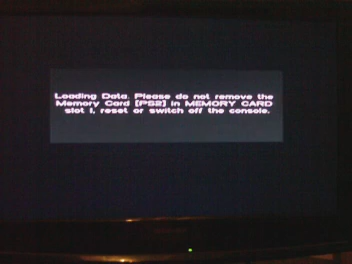 Loading Data. Please do not remove the
Memory Card (PS2) in MEMORY CARD
slot 1, reset or switch off the console.